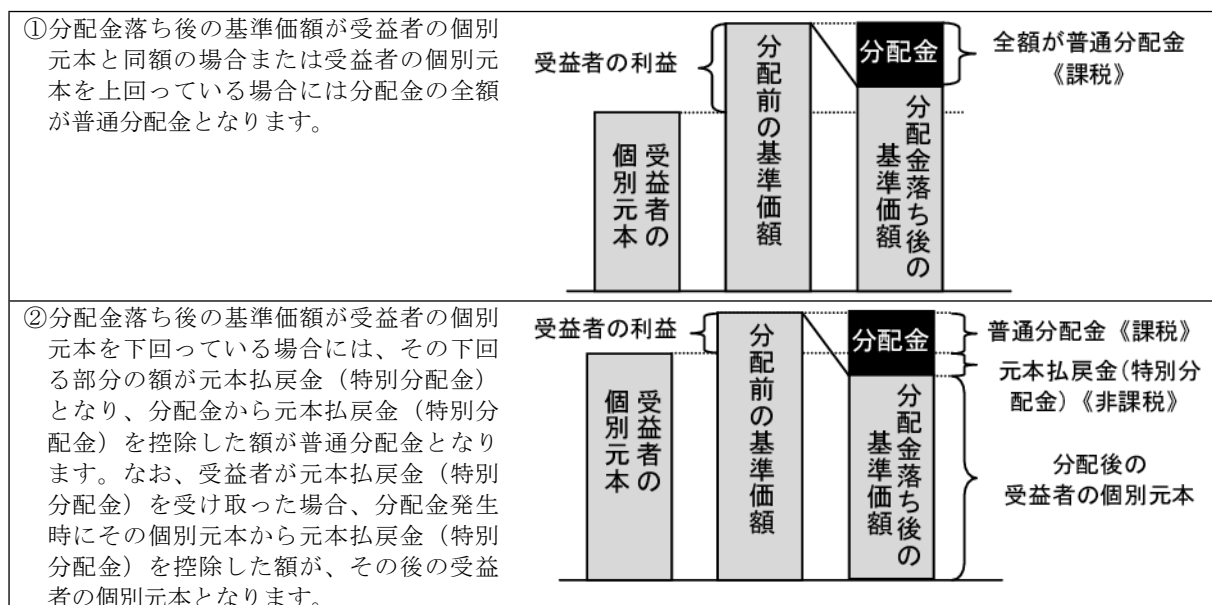 ①分配金落ち後の基準価額が受益者の個別
元本と同額の場合または受益者の個別元
本を上回っている場合には分配金の全額
が普通分配金となります。
受益者の利益
受益者の
個別元本
分配前の基準価額
分配金
分配金落ち後の
基準価額
全額が普通分配金
《課税》
②分配金落ち後の基準価額が受益者の個別
元本を下回っている場合には、その下回
る部分の額が元本払戻金（特別分配金）
となり、分配金から元本払戻金（特別分
配金）を控除した額が普通分配金となり
ます。なお、受益者が元本払戻金（特別
分配金）を受け取った場合、分配金発生
時にその個別元本から元本払戻金（特別
分配金）を控除した額が、その後の受益
者の個別元本となります。
受益者の利益
受益者の
個別元本
分配前の基準価額
分配金
分配金落ち後の
基準価額
普通分配金《課税》
元本払戻金(特別分
配金)《非課税》
分配後の
受益者の個別元本